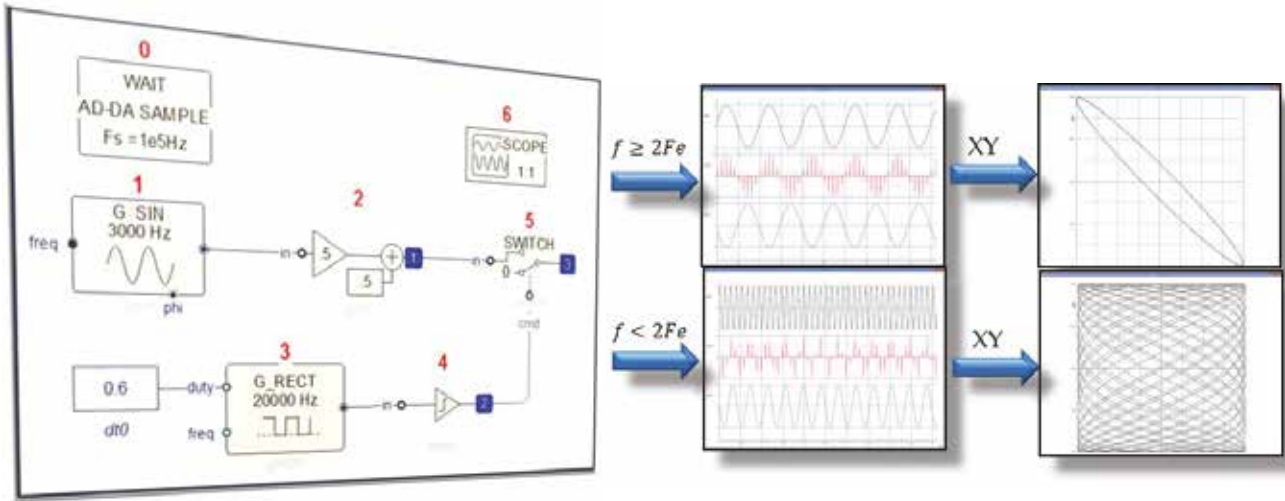 0
WAIT
AD-DA SAMPLE
Fs =1e5Hz
6
SCOPE
11
1
G_SIN
3000 Hz
freq
phi
2
in
5
.5
1
in
5
SWITCH
0
3
cmd
3
0.6
dt0
duty
freq
G_RECT
20000 Hz
4
in
2
f ≥ 2Fe
XY
f < 2Fe
XY